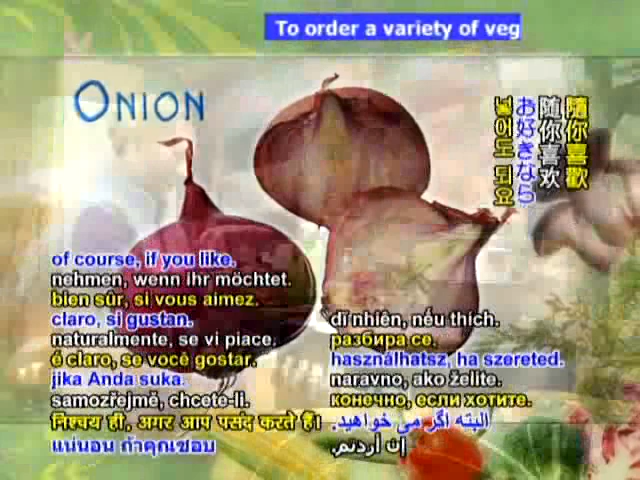 To order a variety of veg
ONION
隨你喜歡
随你喜欢
お好きなら
넣어도 되요
of course, if you like.
nehmen, wenn ihr möchtet.
bien sûr, si vous aimez.
claro, si gustan.
naturalmente, se vi piace.
é claro, se você gostar.
jika Anda suka.
samozřejmě, chcete-li.
निश्चय ही, अगर आप पसंद करते हैं।
แน่นอน ถ้าคุณชอบ
dĩ nhiên, nếu thích.
разбира се.
használhatsz, ha szereted.
naravno, ako želite.
конечно, если хотите.
البته اگر می خواهید.
إن أردتم.